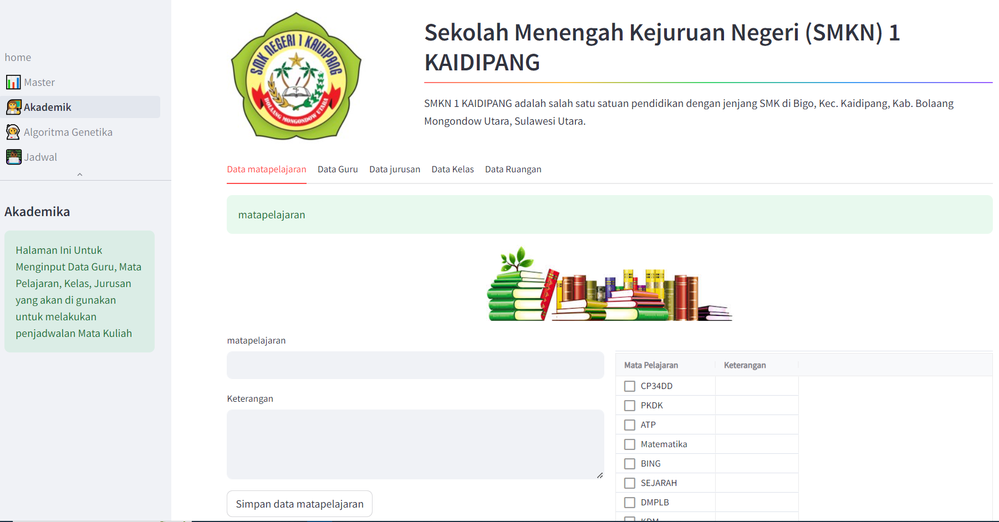 home
Master
Akademik
Algoritma Genetika
Jadwal
Akademika
Halaman Ini Untuk
Menginput Data Guru, Mata
Pelajaran, Kelas, Jurusan
yang akan di gunakan
untuk melakukan
penjadwalan Mata Kuliah
SMK NEGERI 1 KAIDIPANG
BOLAANG MONGONDOW UTARA
Sekolah Menengah Kejuruan Negeri (SMKN) 1
KAIDIPANG
SMKN 1 KAIDIPANG adalah salah satu satuan pendidikan dengan jenjang SMK di Bigo, Kec. Kaidipang, Kab. Bolaang
Mongondow Utara, Sulawesi Utara.
Data matapelajaran Data Guru Data jurusan Data Kelas Data Ruangan
matapelajaran
matapelajaran
Keterangan
Simpan data matapelajaran
Mata Pelajaran Keterangan
CP34DD
PKDK
ATP
Matematika
BING
SEJARAH
DMPLB